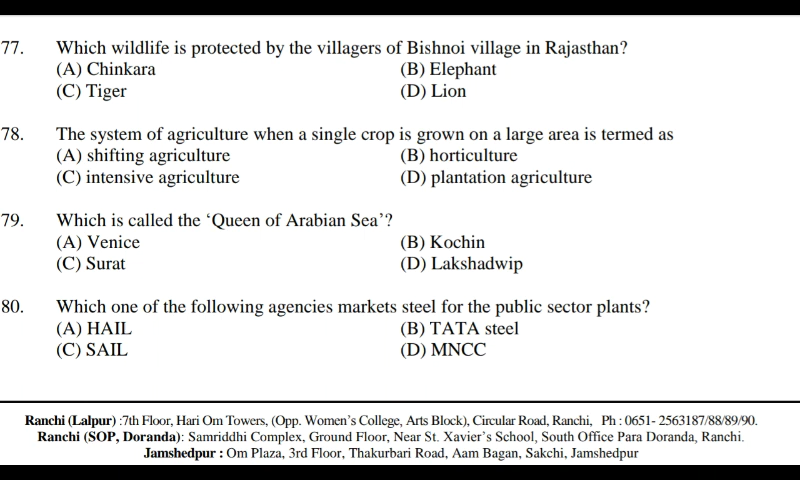 77. Which wildlife is protected by the villagers of Bishnoi village in Rajasthan?
(A) Chinkara (B) Elephant
(C) Tiger (D) Lion
78. The system of agriculture when a single crop is grown on a large area is termed as
(A) shifting agriculture (B) horticulture
(C) intensive agriculture (D) plantation agriculture
79. Which is called the ‘Queen of Arabian Sea’?
(A) Venice (B) Kochin
(C) Surat (D) Lakshadwip
80. Which one of the following agencies markets steel for the public sector plants?
(A) HAIL (B) TATA steel
(C) SAIL (D) MNCC
Ranchi (Lalpur) :7th Floor, Hari Om Towers, (Opp. Women’s College, Arts Block), Circular Road, Ranchi, Ph : 0651- 2563187/88/89/90.
Ranchi (SOP, Doranda): Samriddhi Complex, Ground Floor, Near St. Xavier’s School, South Office Para Doranda, Ranchi.
Jamshedpur : Om Plaza, 3rd Floor, Thakurbari Road, Aam Bagan, Sakchi, Jamshedpur